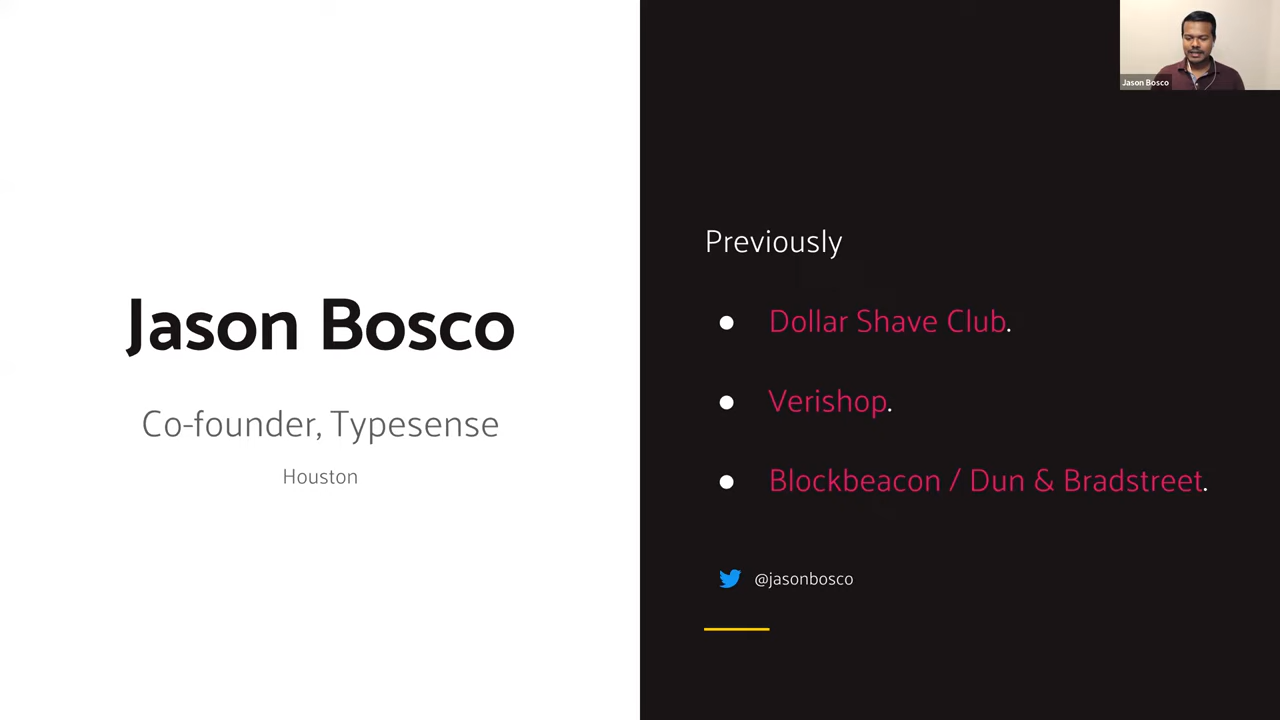 Jason Bosco
Co-founder, Typesense
Houston
Previously
● Dollar Shave Club.
● Verishop.
● Blockbeacon / Dun & Bradstreet.
@jasonbosco
Jason Bosco